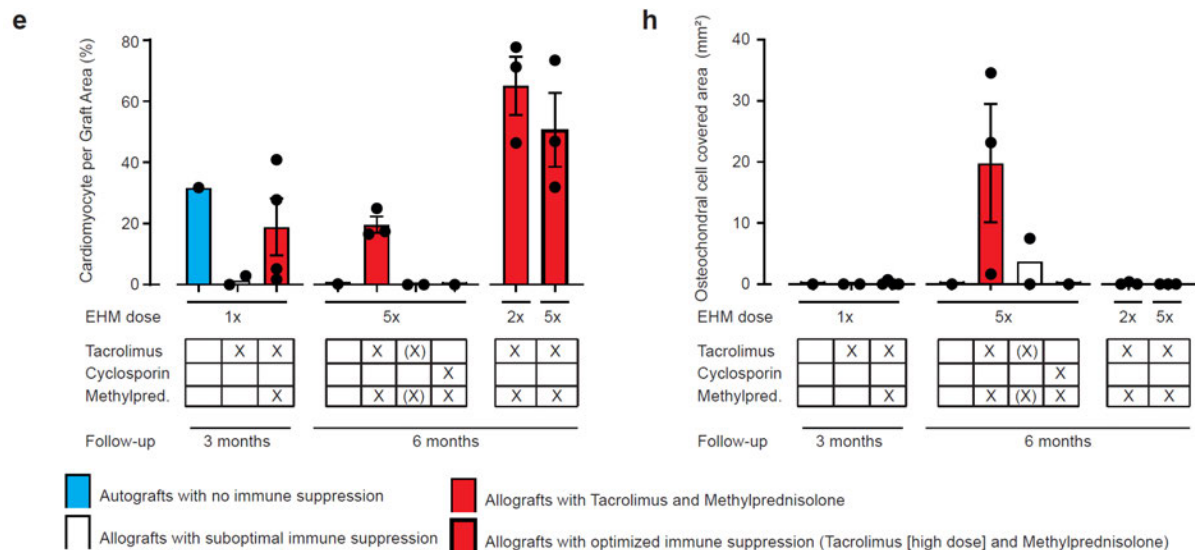 e
Cardiomyocyte per Graft Area (%)
80
60
40
20
0
EHM dose 1x 5x 2x 5x
Tacrolimus X X X (X) X X
Cyclosporin X
Methylpred. X X (X) X X X
Follow-up 3 months 6 months
h
Osteochondral cell covered area (mm²)
40
30
20
10
0
EHM dose 1x 5x 2x 5x
Tacrolimus X X X (X) X X
Cyclosporin X
Methylpred. X X (X) X X X
Follow-up 3 months 6 months
Autografts with no immune suppression
Allografts with suboptimal immune suppression
Allografts with Tacrolimus and Methylprednisolone
Allografts with optimized immune suppression (Tacrolimus [high dose] and Methylprednisolone)